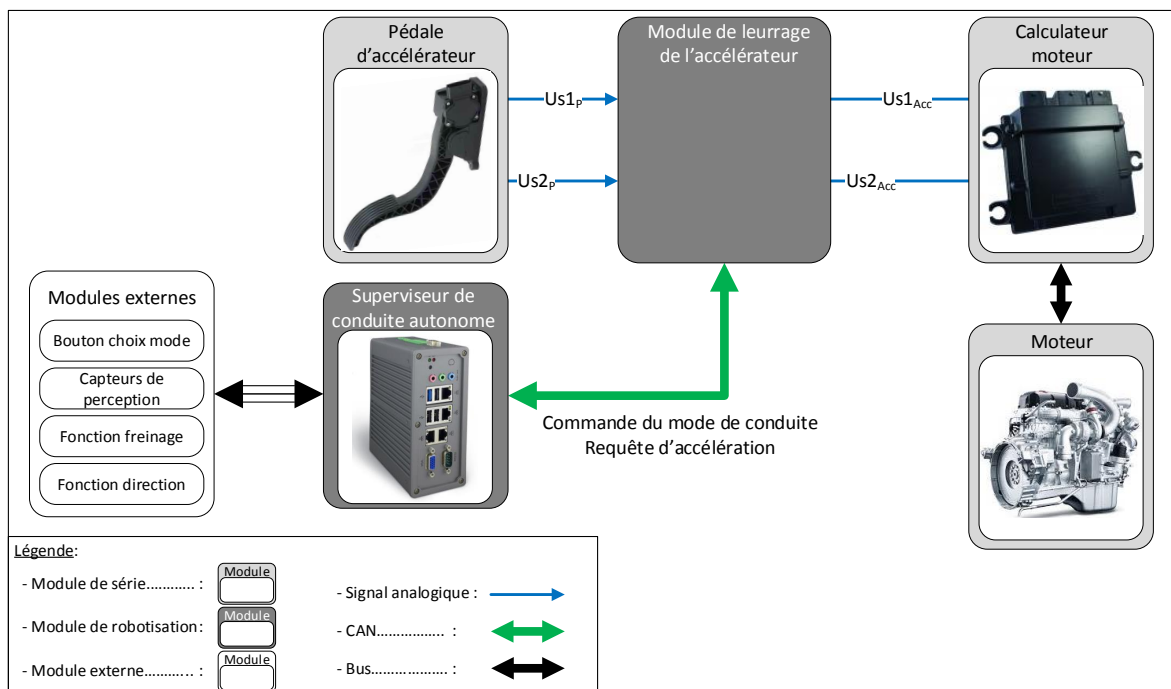 Pédale
d'accélérateur
Module de leurrage
de l'accélérateur
Calculateur
moteur
Us1P
Us1Acc
Us2P
Us2Acc
Modules externes
Bouton choix mode
Capteurs de
perception
Fonction freinage
Fonction direction
Superviseur de
conduite autonome
Commande du mode de conduite
Requête d'accélération
Moteur
Légende:
- Module de série............ :
Module
- Module de robotisation:
Module
- Module externe............ :
Module
- Signal analogique :
- CAN................ :
- Bus................... :